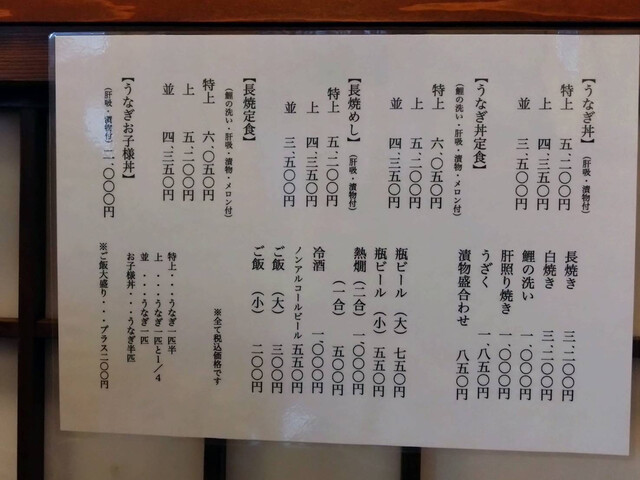 【うなぎ丼】（肝吸・漬物付）
特上 五、二〇〇円
上 四、三五〇円
並 三、五〇〇円
【うなぎ丼定食】
（鯉の洗い・肝吸・漬物・メロン付）
特上 六、〇五〇円
上 五、二〇〇円
並 四、三五〇円
【長焼めし】（肝吸・漬物付）
特上 五、二〇〇円
上 四、三五〇円
並 三、五〇〇円
【長焼定食】
（鯉の洗い・肝吸・漬物・メロン付）
特上 六、〇五〇円
上 五、二〇〇円
並 四、三五〇円
【うなぎお子様丼】
（肝吸・漬物付）二、〇〇〇円
長焼き 三、二〇〇円
白焼き 三、二〇〇円
鯉の洗い 一、〇〇〇円
肝照り焼き 一、〇〇〇円
うざく 一、八五〇円
漬物盛合わせ 八五〇円
瓶ビール（大）七五〇円
瓶ビール（小）五五〇円
熱燗（二合）一、〇〇〇円
（一合）五〇〇円
冷酒 一、〇〇〇円
ノンアルコールビール 五五〇円
ご飯（大）三〇〇円
ご飯（小）二〇〇円
※全て税込価格です
特上・・・うなぎ一匹半
上・・・・うなぎ一匹と1／4
並・・・・うなぎ一匹
お子様丼・・・うなぎ半匹
※ご飯大盛り・・・プラス二〇〇円